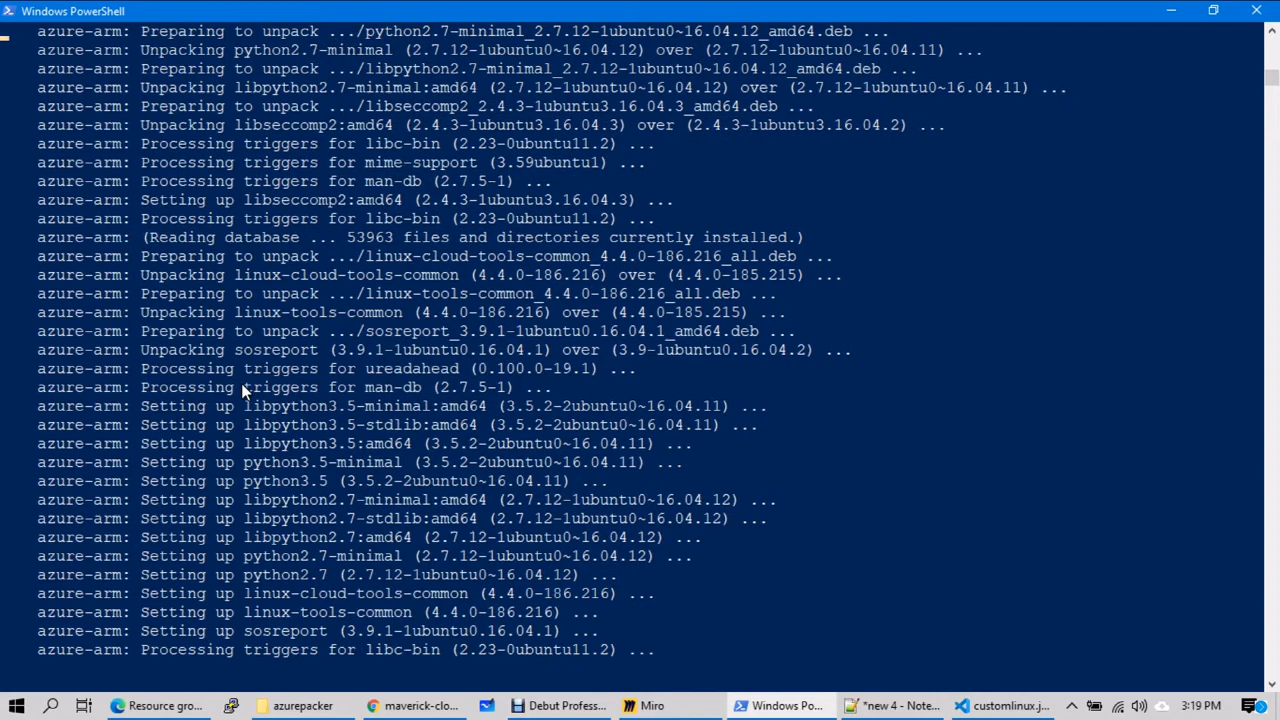 Windows PowerShell
azure-arm: Preparing to unpack .../python2.7-minimal_2.7.12-1ubuntu0~16.04.12_amd64.deb ...
azure-arm: Unpacking python2.7-minimal (2.7.12-1ubuntu0~16.04.12) over (2.7.12-1ubuntu0~16.04.11) ...
azure-arm: Preparing to unpack .../libpython2.7-minimal_2.7.12-1ubuntu0~16.04.12_amd64.deb ...
azure-arm: Unpacking libpython2.7-minimal:amd64 (2.7.12-1ubuntu0~16.04.12) over (2.7.12-1ubuntu0~16.04.11) ...
azure-arm: Preparing to unpack .../libseccomp2_2.4.3-1ubuntu3.16.04.3_amd64.deb ...
azure-arm: Unpacking libseccomp2:amd64 (2.4.3-1ubuntu3.16.04.3) over (2.4.3-1ubuntu3.16.04.2) ...
azure-arm: Processing triggers for libc-bin (2.23-0ubuntu11.2) ...
azure-arm: Processing triggers for mime-support (3.59ubuntu1) ...
azure-arm: Processing triggers for man-db (2.7.5-1) ...
azure-arm: Setting up libseccomp2:amd64 (2.4.3-1ubuntu3.16.04.3) ...
azure-arm: Processing triggers for libc-bin (2.23-0ubuntu11.2) ...
azure-arm: (Reading database ... 53963 files and directories currently installed.)
azure-arm: Preparing to unpack .../linux-cloud-tools-common_4.4.0-186.216_all.deb ...
azure-arm: Unpacking linux-cloud-tools-common (4.4.0-186.216) over (4.4.0-185.215) ...
azure-arm: Preparing to unpack .../linux-tools-common_4.4.0-186.216_all.deb ...
azure-arm: Unpacking linux-tools-common (4.4.0-186.216) over (4.4.0-185.215) ...
azure-arm: Preparing to unpack .../sosreport_3.9.1-1ubuntu0.16.04.1_amd64.deb ...
azure-arm: Unpacking sosreport (3.9.1-1ubuntu0.16.04.1) over (3.9-1ubuntu0.16.04.2) ...
azure-arm: Processing triggers for ureadahead (0.100.0-19.1) ...
azure-arm: Processing triggers for man-db (2.7.5-1) ...
azure-arm: Setting up libpython3.5-minimal:amd64 (3.5.2-2ubuntu0~16.04.11) ...
azure-arm: Setting up libpython3.5-stdlib:amd64 (3.5.2-2ubuntu0~16.04.11) ...
azure-arm: Setting up libpython3.5:amd64 (3.5.2-2ubuntu0~16.04.11) ...
azure-arm: Setting up python3.5-minimal (3.5.2-2ubuntu0~16.04.11) ...
azure-arm: Setting up python3.5 (3.5.2-2ubuntu0~16.04.11) ...
azure-arm: Setting up libpython2.7-minimal:amd64 (2.7.12-1ubuntu0~16.04.12) ...
azure-arm: Setting up libpython2.7-stdlib:amd64 (2.7.12-1ubuntu0~16.04.12) ...
azure-arm: Setting up libpython2.7:amd64 (2.7.12-1ubuntu0~16.04.12) ...
azure-arm: Setting up python2.7-minimal (2.7.12-1ubuntu0~16.04.12) ...
azure-arm: Setting up python2.7 (2.7.12-1ubuntu0~16.04.12) ...
azure-arm: Setting up linux-cloud-tools-common (4.4.0-186.216) ...
azure-arm: Setting up linux-tools-common (4.4.0-186.216) ...
azure-arm: Setting up sosreport (3.9.1-1ubuntu0.16.04.1) ...
azure-arm: Processing triggers for libc-bin (2.23-0ubuntu11.2) ...
Resource gro... azurepacker maverick-clo... Debut Profess... Miro Windows Po... *new 4 - Note... customlinux.j... 3:19 PM